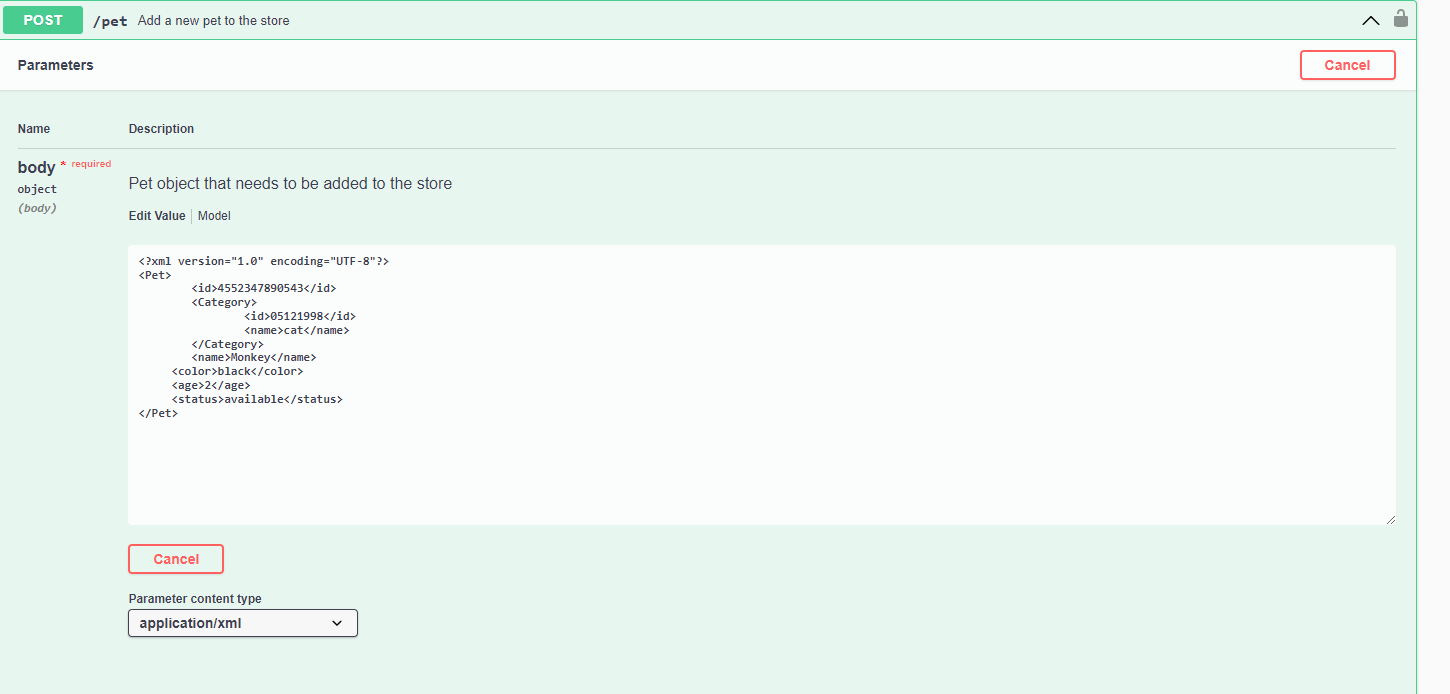 POST /pet Add a new pet to the store
Parameters
Cancel
Name Description
body * required
object
(body)
Pet object that needs to be added to the store
Edit Value Model
<?xml version="1.0" encoding="UTF-8"?>
<Pet>
<id>4552347890543</id>
<Category>
<id>05121998</id>
<name>cat</name>
</Category>
<name>Monkey</name>
<color>black</color>
<age>2</age>
<status>available</status>
</Pet>
Cancel
Parameter content type
application/xml